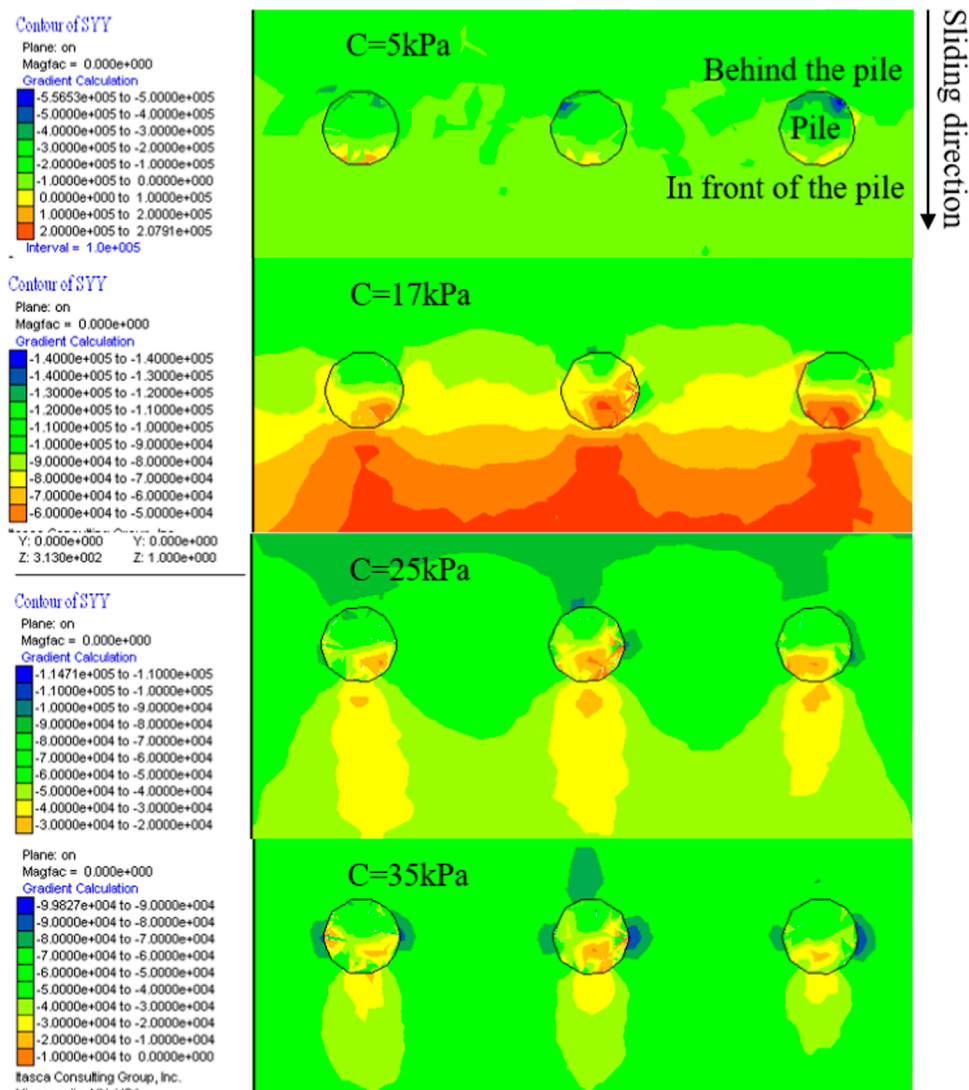 Contour of SYY
Plane: on
Magfac = 0.000e+000
Gradient Calculation
-5.5653e+005 to -5.0000e+005
-5.0000e+005 to -4.0000e+005
-4.0000e+005 to -3.0000e+005
-3.0000e+005 to -2.0000e+005
-2.0000e+005 to -1.0000e+005
-1.0000e+005 to 0.0000e+000
0.0000e+000 to 1.0000e+005
1.0000e+005 to 2.0000e+005
2.0000e+005 to 2.0791e+005
Interval = 1.0e+005
C=5kPa
Behind the pile
Pile
In front of the pile
Sliding direction
Contour of SYY
Plane: on
Magfac = 0.000e+000
Gradient Calculation
-1.4000e+005 to -1.4000e+005
-1.4000e+005 to -1.3000e+005
-1.3000e+005 to -1.2000e+005
-1.2000e+005 to -1.1000e+005
-1.1000e+005 to -1.0000e+005
-1.0000e+005 to -9.0000e+004
-9.0000e+004 to -8.0000e+004
-8.0000e+004 to -7.0000e+004
-7.0000e+004 to -6.0000e+004
-6.0000e+004 to -5.0000e+004
C=17kPa
Y: 0.000e+000 Y: 0.000e+000
Z: 3.130e+002 Z: 1.000e+000
Contour of SYY
Plane: on
Magfac = 0.000e+000
Gradient Calculation
-1.1471e+005 to -1.1000e+005
-1.1000e+005 to -1.0000e+005
-1.0000e+005 to -9.0000e+004
-9.0000e+004 to -8.0000e+004
-8.0000e+004 to -7.0000e+004
-7.0000e+004 to -6.0000e+004
-6.0000e+004 to -5.0000e+004
-5.0000e+004 to -4.0000e+004
-4.0000e+004 to -3.0000e+004
-3.0000e+004 to -2.0000e+004
C=25kPa
Plane: on
Magfac = 0.000e+000
Gradient Calculation
-9.9827e+004 to -9.0000e+004
-9.0000e+004 to -8.0000e+004
-8.0000e+004 to -7.0000e+004
-7.0000e+004 to -6.0000e+004
-6.0000e+004 to -5.0000e+004
-5.0000e+004 to -4.0000e+004
-4.0000e+004 to -3.0000e+004
-3.0000e+004 to -2.0000e+004
-2.0000e+004 to -1.0000e+004
-1.0000e+004 to 0.0000e+000
Itasca Consulting Group, Inc.
C=35kPa